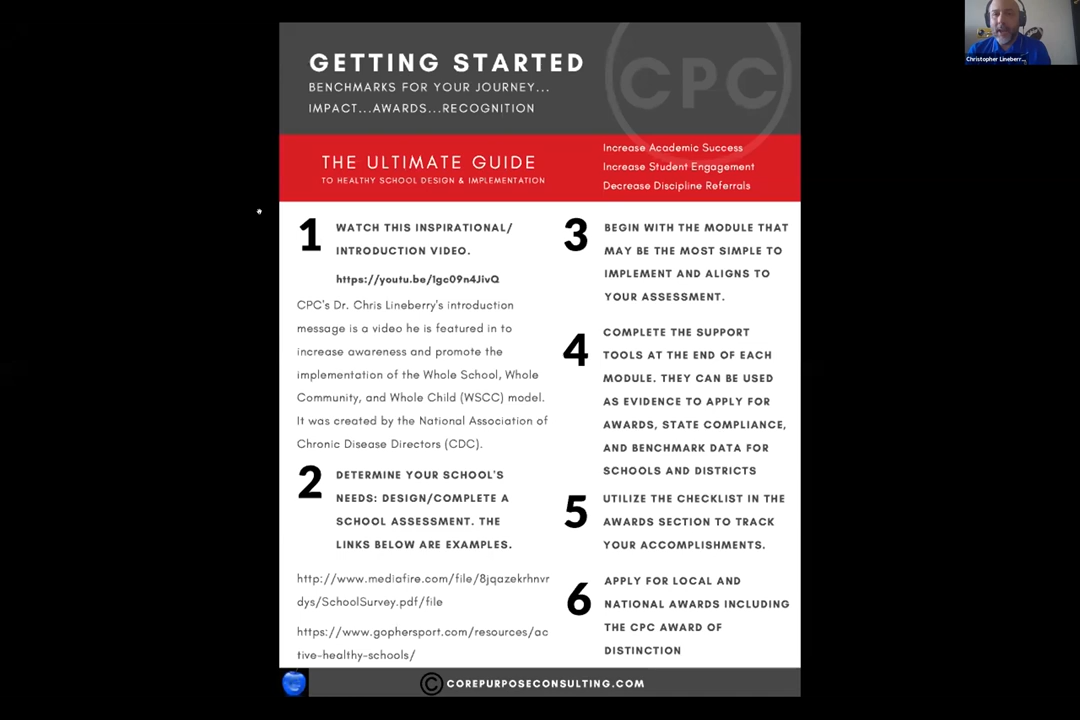 GETTING STARTED
BENCHMARKS FOR YOUR JOURNEY...
IMPACT...AWARDS...RECOGNITION
CPC
THE ULTIMATE GUIDE
TO HEALTHY SCHOOL DESIGN & IMPLEMENTATION
Increase Academic Success
Increase Student Engagement
Decrease Discipline Referrals
1
WATCH THIS INSPIRATIONAL/
INTRODUCTION VIDEO.
https://youtu.be/1gc09n4JivQ
CPC's Dr. Chris Lineberry's introduction
message is a video he is featured in to
increase awareness and promote the
implementation of the Whole School, Whole
Community, and Whole Child (WSCC) model.
It was created by the National Association of
Chronic Disease Directors (CDC).
2
DETERMINE YOUR SCHOOL'S
NEEDS: DESIGN/COMPLETE A
SCHOOL ASSESSMENT. THE
LINKS BELOW ARE EXAMPLES.
http://www.mediafire.com/file/8jqazekrhnvr
dys/SchoolSurvey.pdf/file
https://www.gophersport.com/resources/ac
tive-healthy-schools/
3
BEGIN WITH THE MODULE THAT
MAY BE THE MOST SIMPLE TO
IMPLEMENT AND ALIGNS TO
YOUR ASSESSMENT.
4
COMPLETE THE SUPPORT
TOOLS AT THE END OF EACH
MODULE. THEY CAN BE USED
AS EVIDENCE TO APPLY FOR
AWARDS, STATE COMPLIANCE,
AND BENCHMARK DATA FOR
SCHOOLS AND DISTRICTS
5
UTILIZE THE CHECKLIST IN THE
AWARDS SECTION TO TRACK
YOUR ACCOMPLISHMENTS.
6
APPLY FOR LOCAL AND
NATIONAL AWARDS INCLUDING
THE CPC AWARD OF
DISTINCTION
© COREPURPOSECONSULTING.COM
Christopher Lineberr...